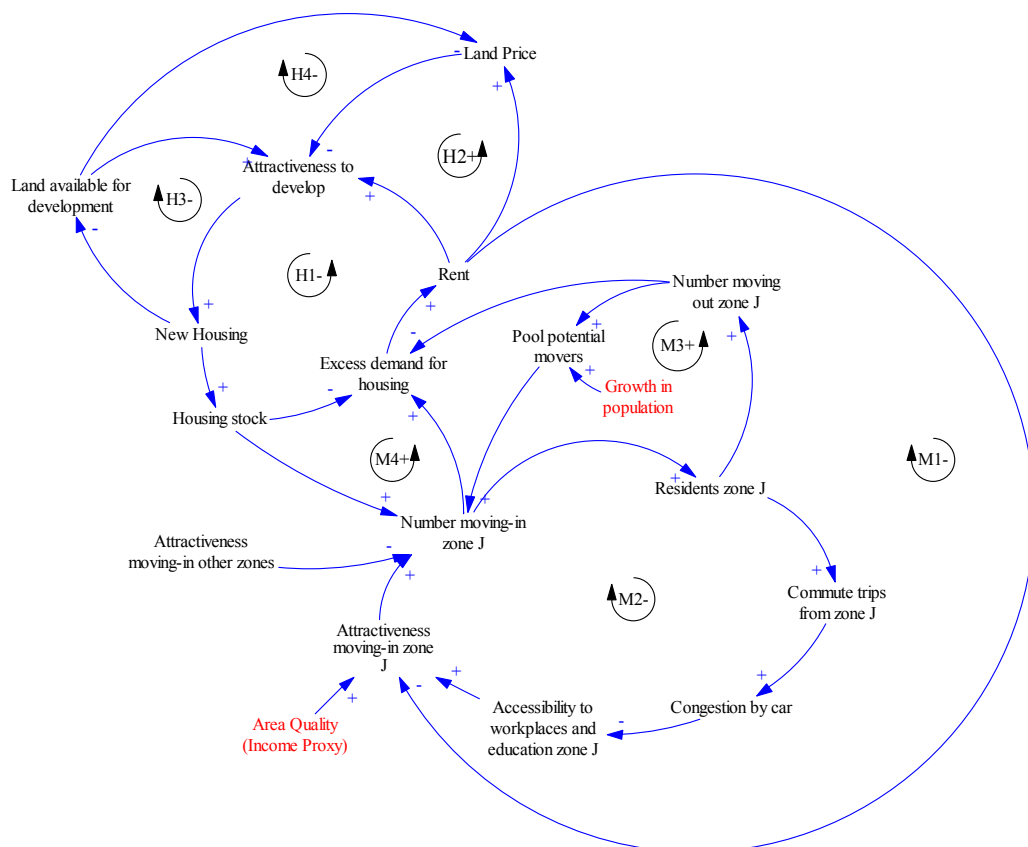 Land Price
-
+
H4-
H2+
-
+
Attractiveness to
develop
+
Land available for
development
-
H3-
H1-
Rent
+
Number moving
out zone J
+
+
New Housing
+
-
Pool potential
movers
+
+
M3+
Excess demand for
housing
-
+
Growth in
population
Housing stock
+
M4+
M1-
+
+
+
Residents zone J
Number moving-in
zone J
-
+
Attractiveness
moving-in other zones
M2-
+
Commute trips
from zone J
Attractiveness
moving-in zone
J
+
-
+
+
Area Quality
(Income Proxy)
Accessibility to
workplaces and
education zone J
-
Congestion by car